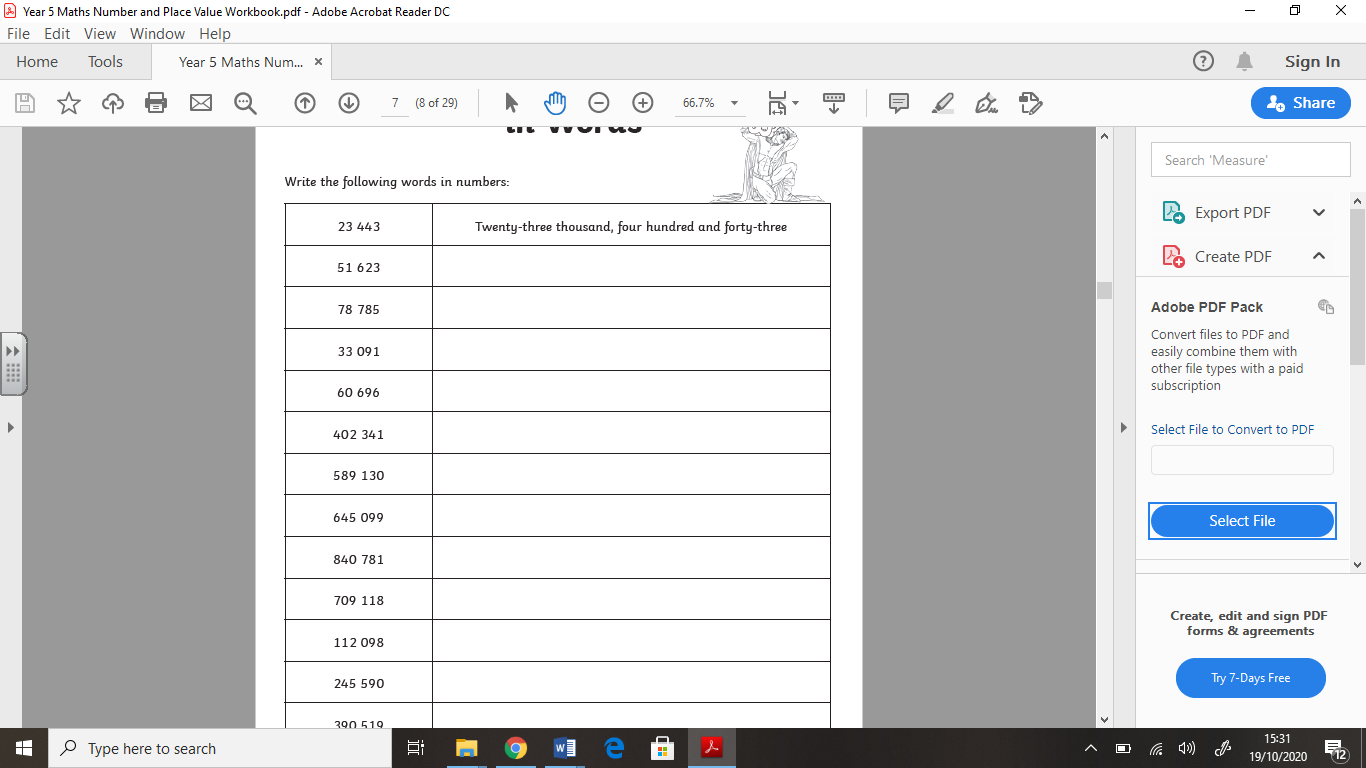 Year 5 Maths Number and Place Value Workbook.pdf - Adobe Acrobat Reader DC
File Edit View Window Help
Home Tools Year 5 Maths Num... × Sign In
7 (8 of 29) 66.7% Share
in Words
Write the following words in numbers:
23 443 Twenty-three thousand, four hundred and forty-three
51 623
78 785
33 091
60 696
402 341
589 130
645 099
840 781
709 118
112 098
245 590
390 519
Search 'Measure'
Export PDF
Create PDF
Adobe PDF Pack
Convert files to PDF and
easily combine them with
other file types with a paid
subscription
Select File to Convert to PDF
Select File
Create, edit and sign PDF
forms & agreements
Try 7-Days Free
Type here to search
15:31
19/10/2020
12